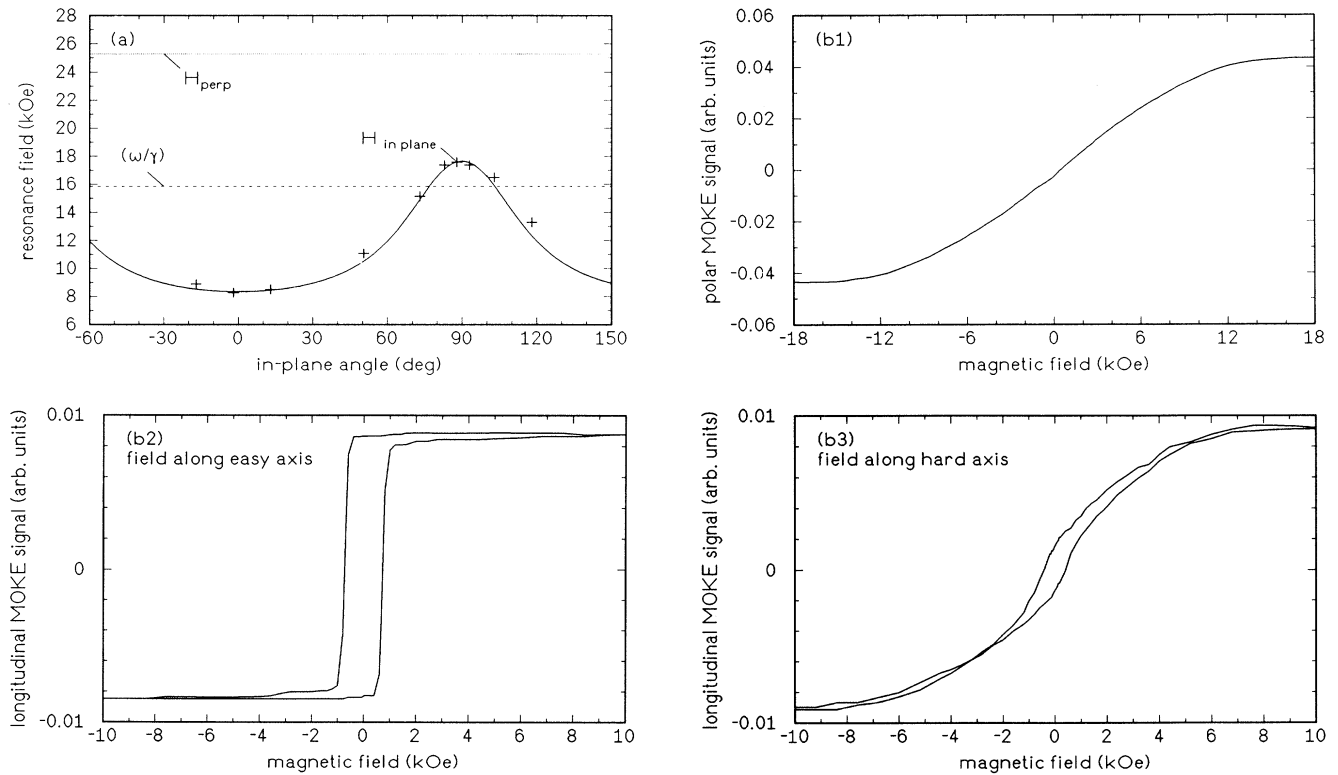 28
26
24
22
20
18
16
14
12
10
8
6
resonance field (kOe)
(a)
H perp
H in plane
(ω/γ)
-60 -30 0 30 60 90 120 150
in-plane angle (deg)
0.06
0.04
0.02
0
-0.02
-0.04
-0.06
polar MOKE signal (arb. units)
(b1)
-18 -12 -6 0 6 12 18
magnetic field (kOe)
0.01
0
-0.01
longitudinal MOKE signal (arb. units)
(b2)
field along easy axis
-10 -8 -6 -4 -2 0 2 4 6 8 10
magnetic field (kOe)
0.01
0
-0.01
longitudinal MOKE signal (arb. units)
(b3)
field along hard axis
-10 -8 -6 -4 -2 0 2 4 6 8 10
magnetic field (kOe)